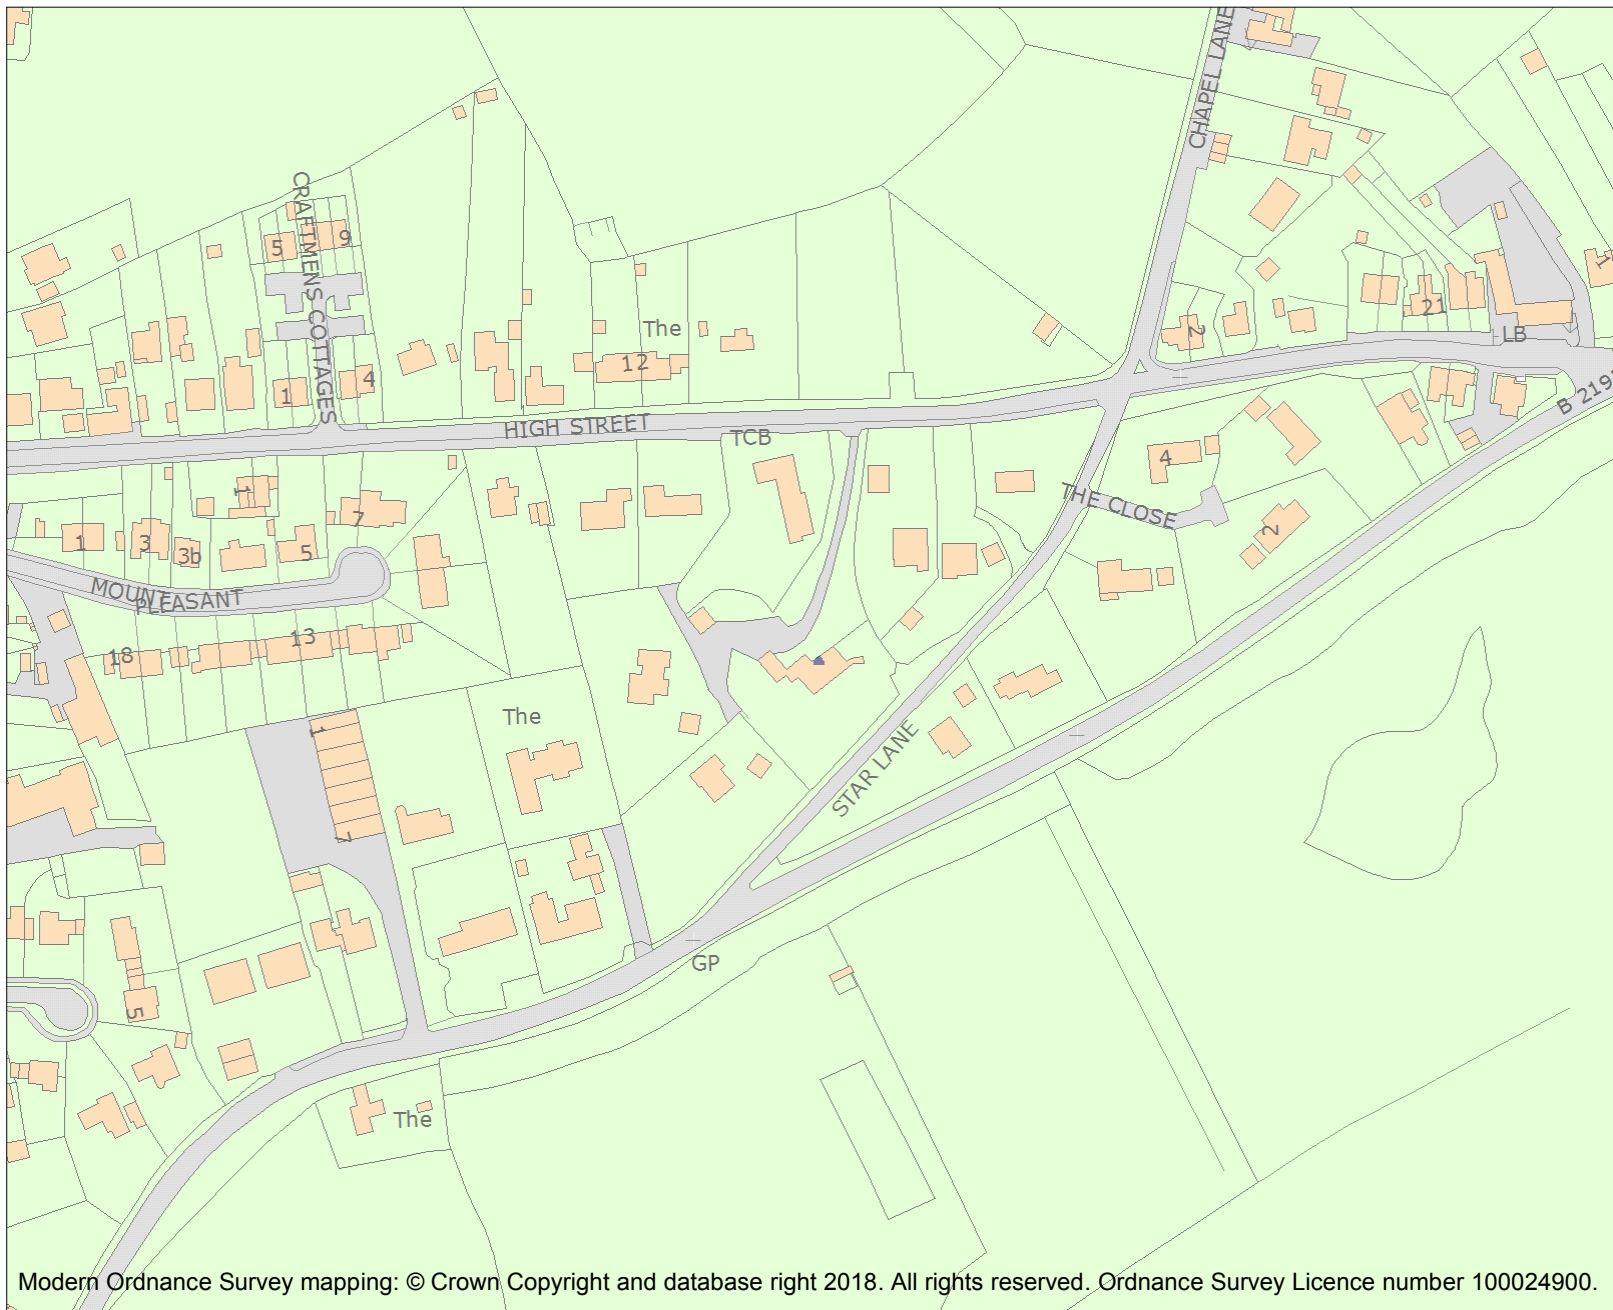 CHAPEL LANE
CRAFTMENS COTTAGES
5
9
1
21
The
2
LB
12
4
1
B 219
HIGH STREET
TCB
4
1
THE CLOSE
7
2
1
3
3b
5
MOUNT
PLEASANT
13
18
The
1
STAR LANE
7
GP
5
The
Modern Ordnance Survey mapping: © Crown Copyright and database right 2018. All rights reserved. Ordnance Survey Licence number 100024900.